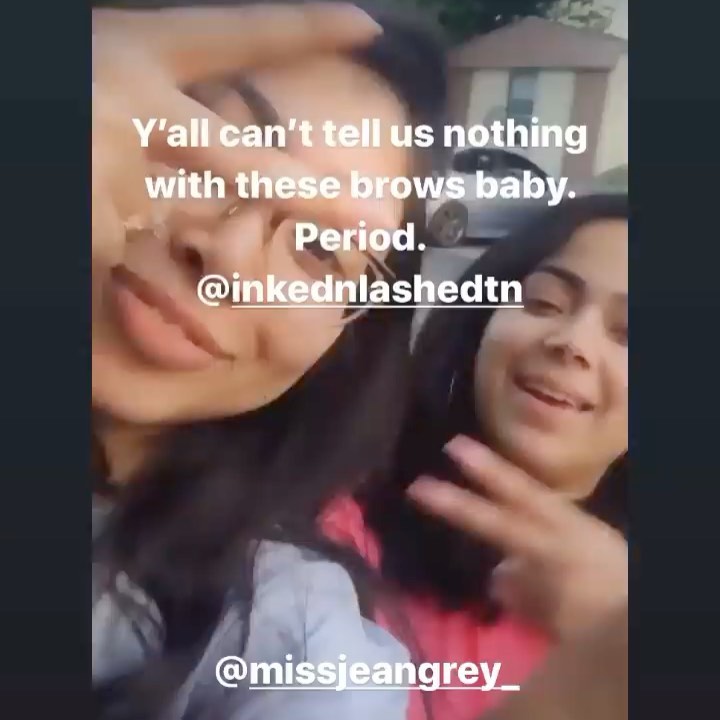 Y'all can't tell us nothing
with these brows baby.
Period.
@inkednlashedtn
@missjeangrey_